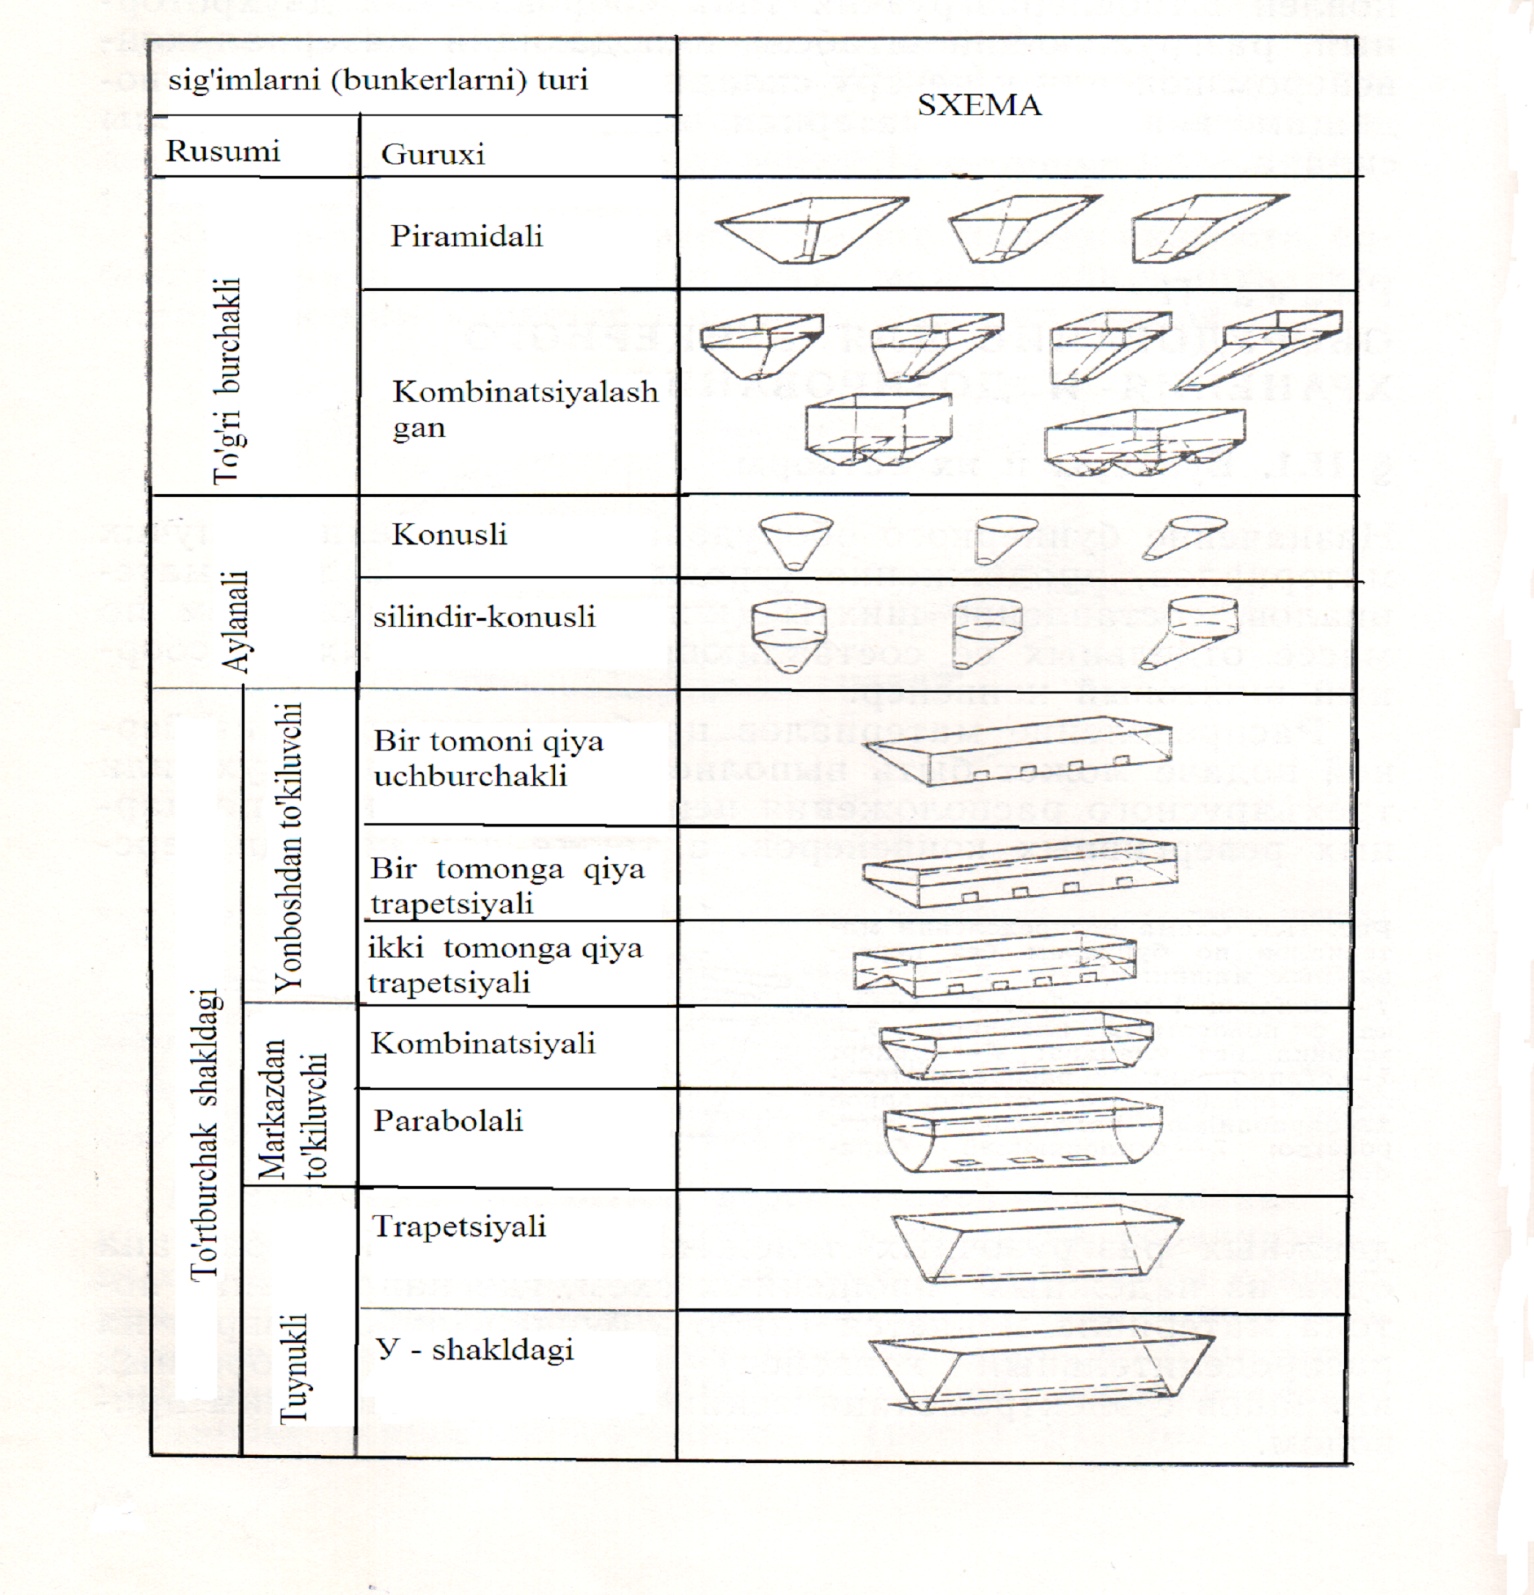 sig'imlarni (bunkerlarni) turi
SXEMA
Rusumi
Guruxi
To'g'ri burchakli
Piramidali
Kombinatsiyalash
gan
Aylanali
Konusli
silindir-konusli
To'rtburchak shakldagi
Yonboshdan to'kiluvchi
Bir tomoni qiya
uchburchakli
Bir tomonga qiya
trapetsiyali
ikki tomonga qiya
trapetsiyali
Markazdan
to'kiluvchi
Kombinatsiyali
Parabolali
Tuynukli
Trapetsiyali
У - shakldagi